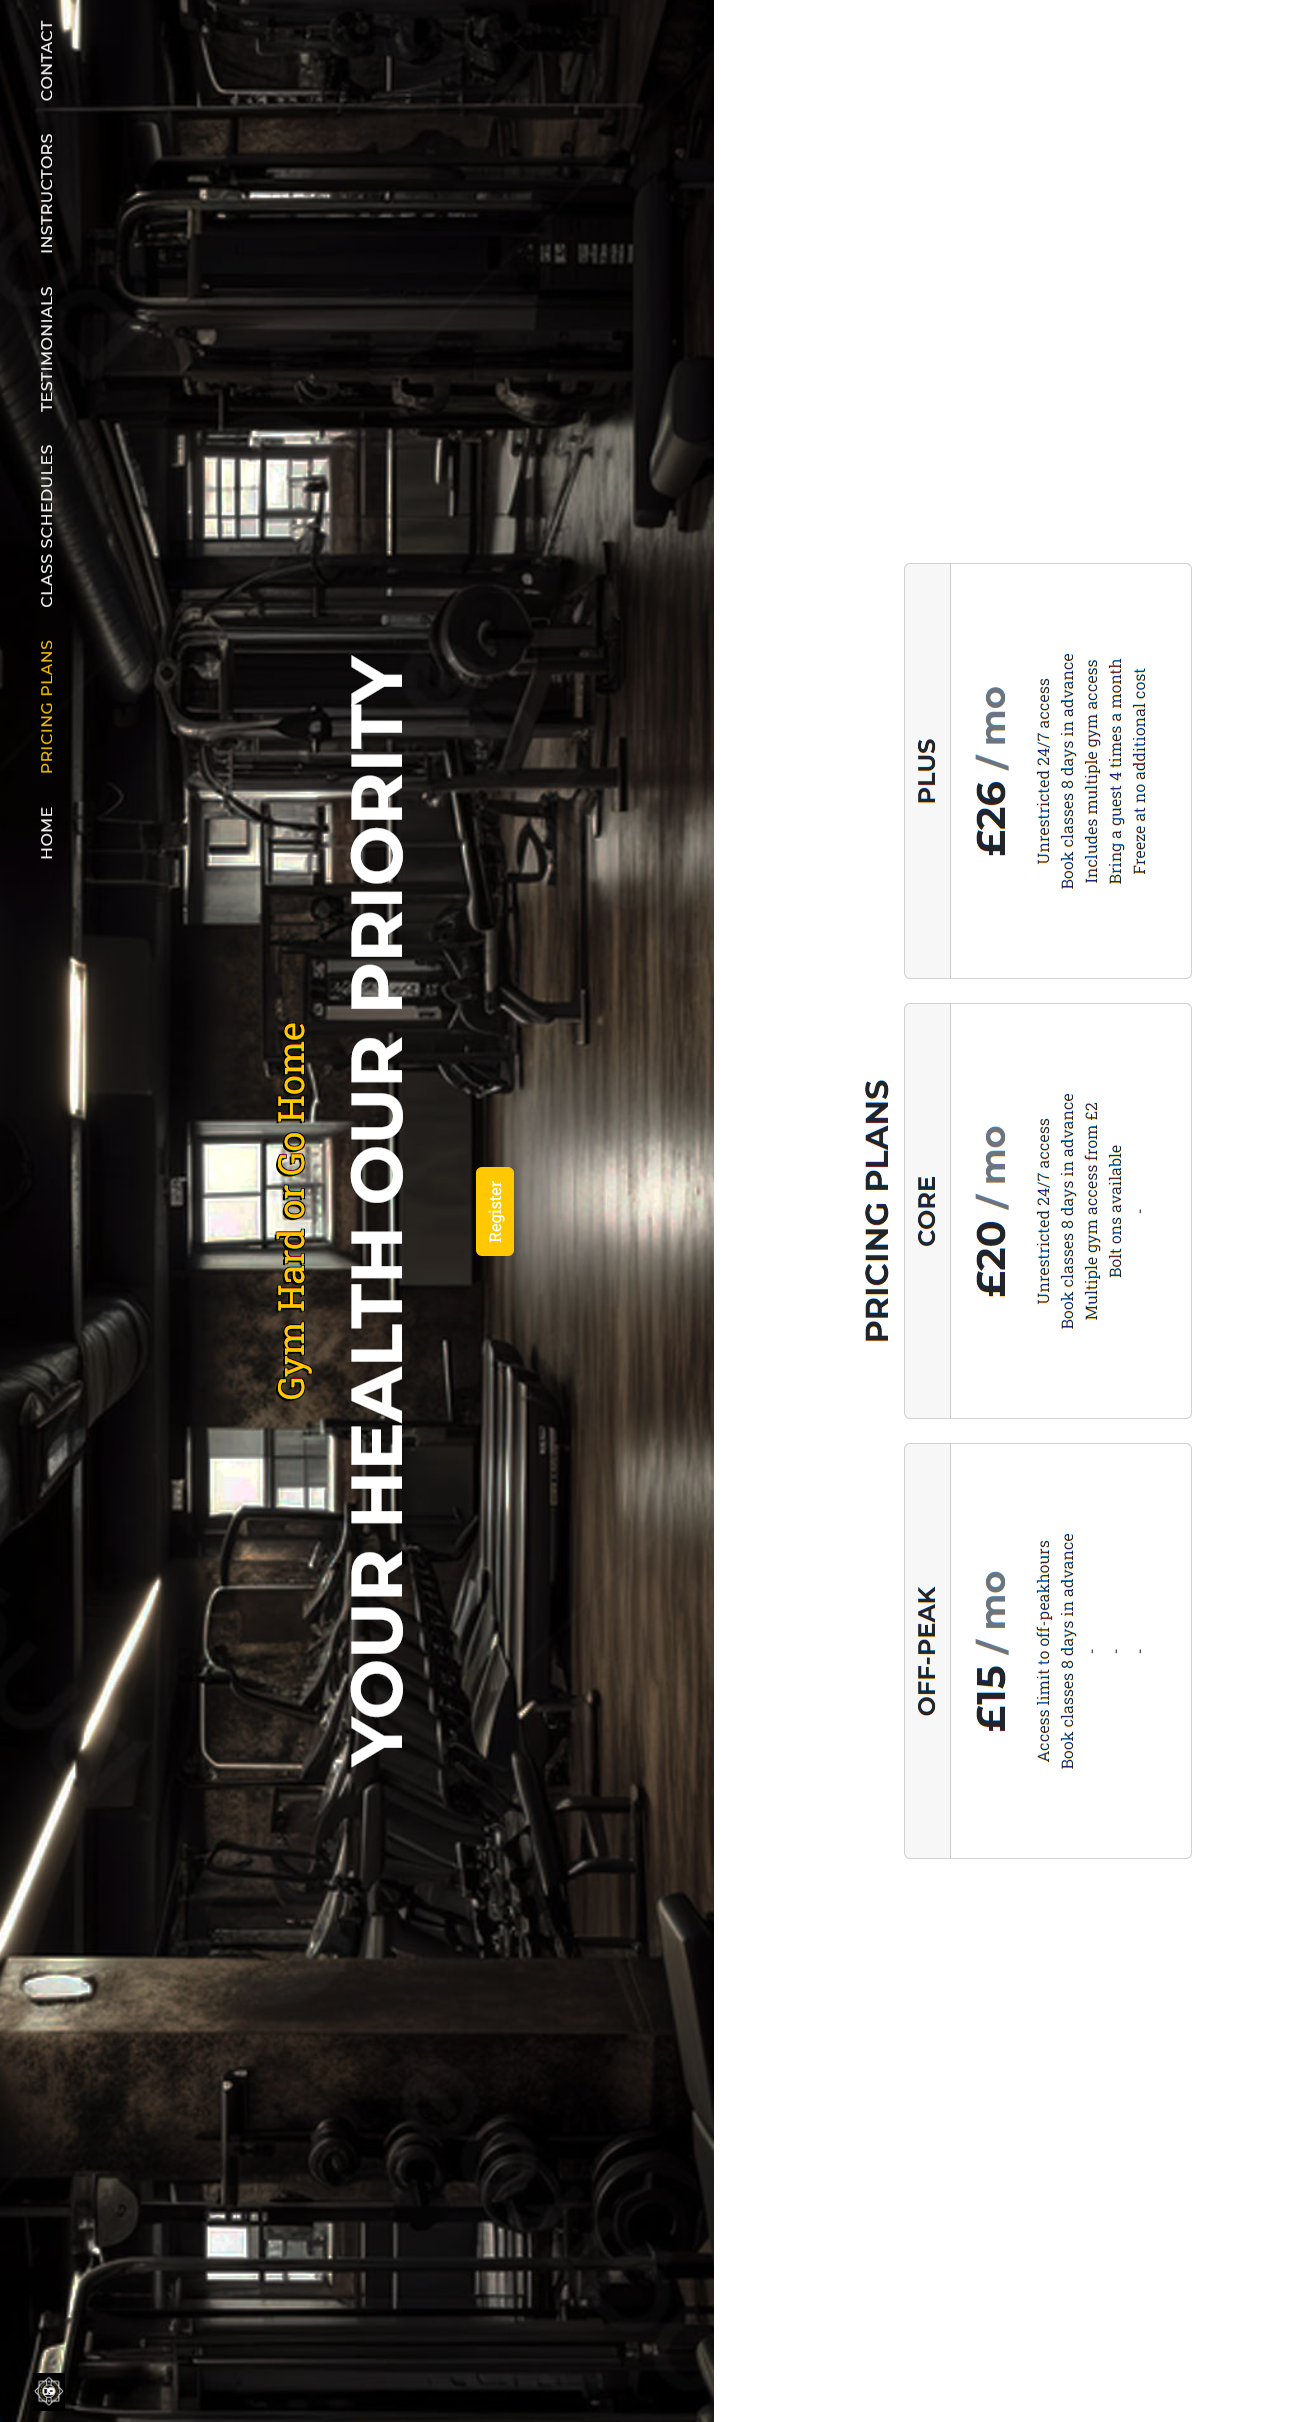 HOME
PRICING PLANS
CLASS SCHEDULES
TESTIMONIALS
INSTRUCTORS
CONTACT
Gym Hard or Go Home
YOUR HEALTH OUR PRIORITY
Register
PRICING PLANS
OFF-PEAK
£15 / mo
Access limit to off-peakhours
Book classes 8 days in advance
-
-
-
CORE
£20 / mo
Unrestricted 24/7 access
Book classes 8 days in advance
Multiple gym access from £2
Bolt ons available
-
PLUS
£26 / mo
Unrestricted 24/7 access
Book classes 8 days in advance
Includes multiple gym access
Bring a guest 4 times a month
Freeze at no additional cost